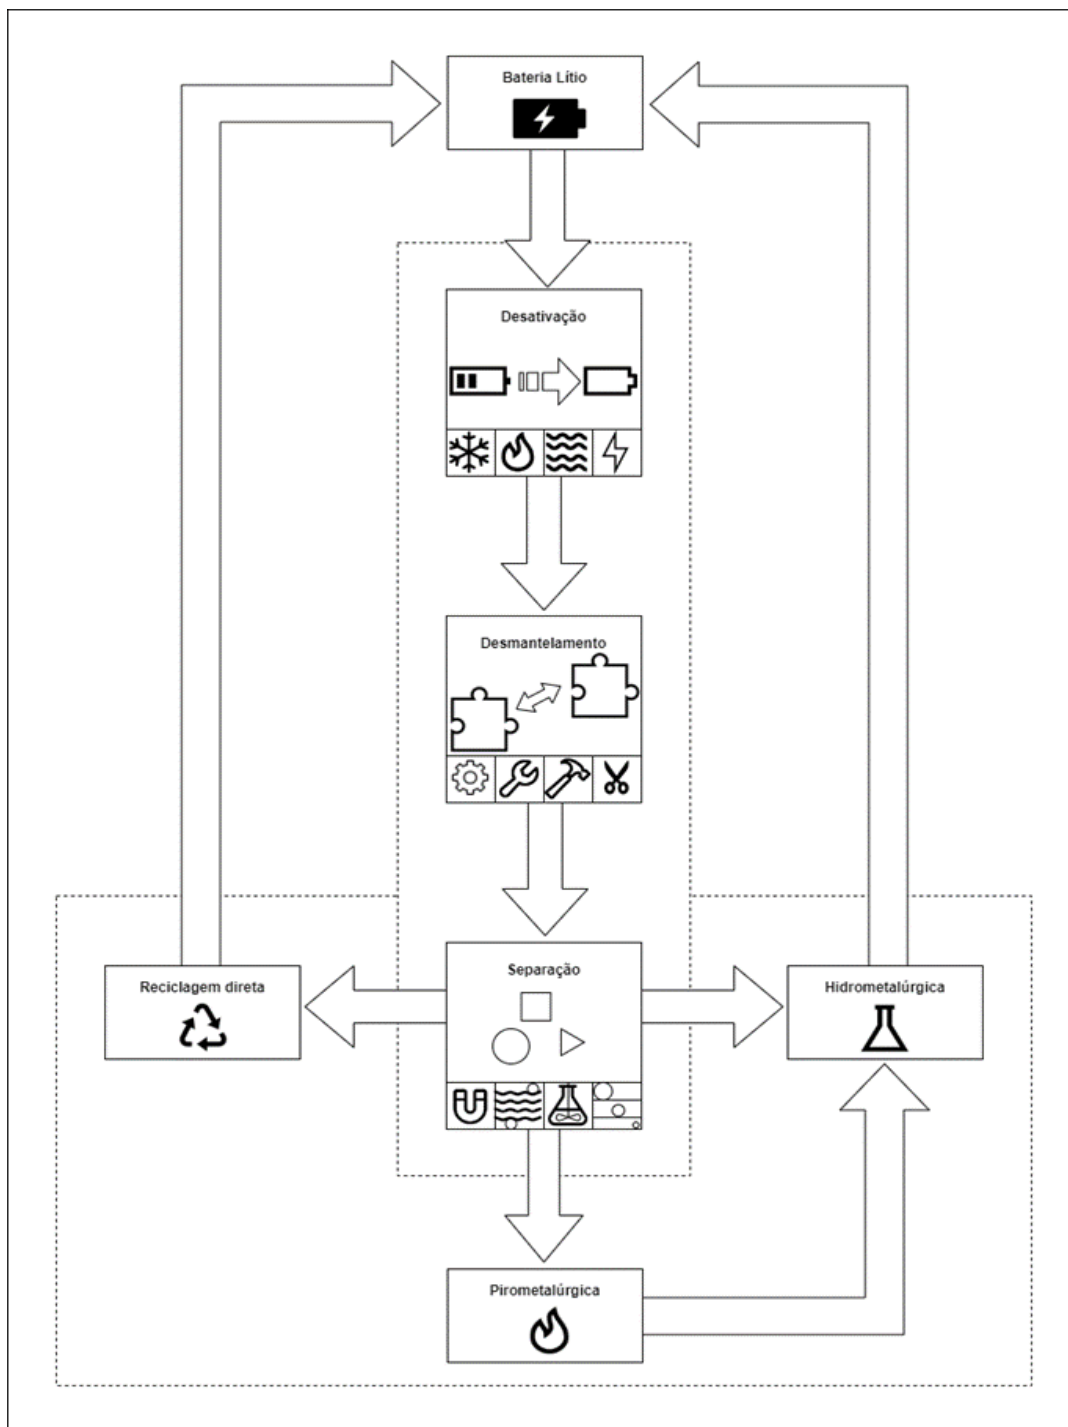 Bateria Lítio
Desativação
Desmantelamento
Separação
Reciclagem direta
Hidrometalúrgica
Pirometalúrgica